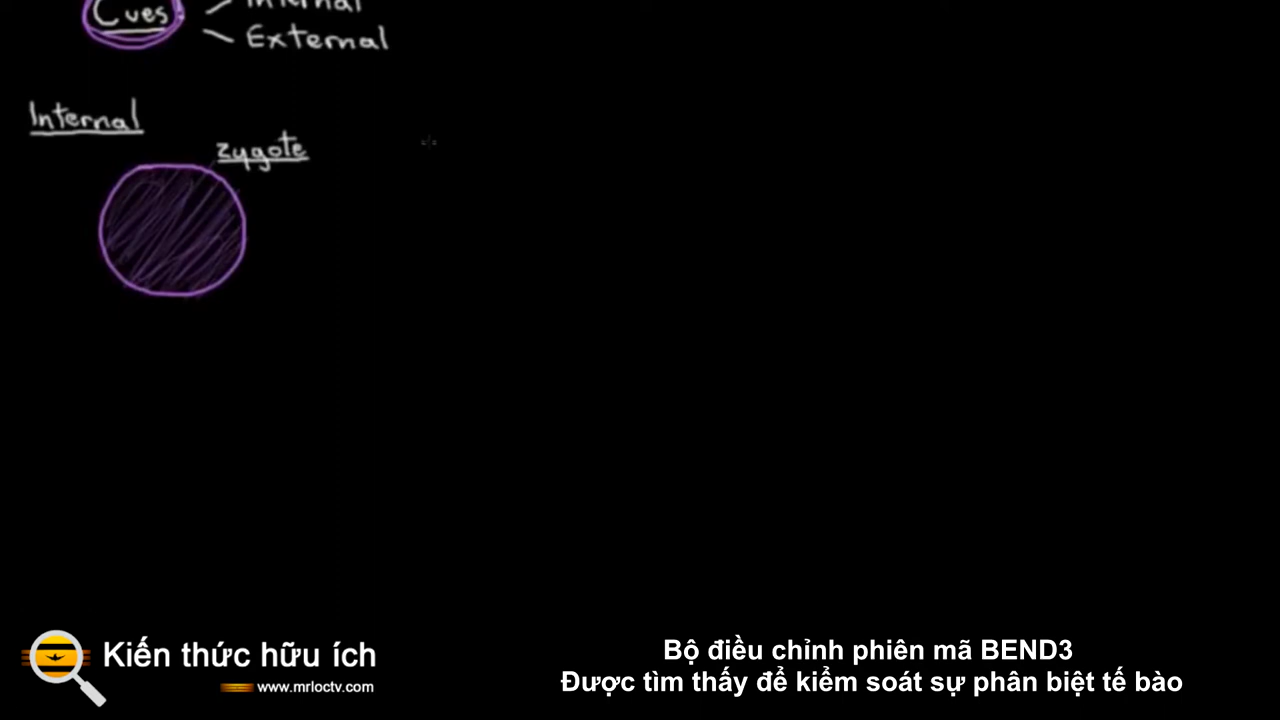 Cues
Internal
External
Internal
zygote
Kiến thức hữu ích
www.mrloctv.com
Bộ điều chỉnh phiên mã BEND3
Được tìm thấy để kiểm soát sự phân biệt tế bào